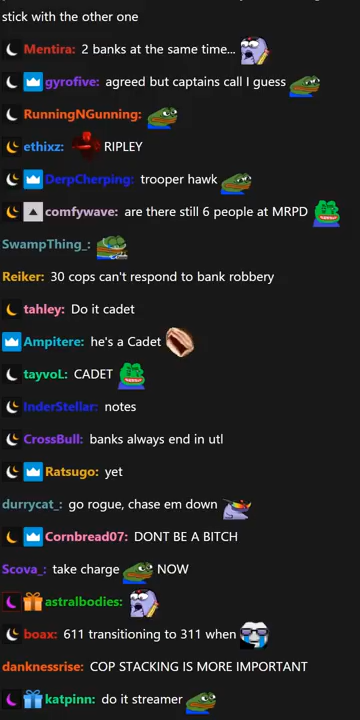 stick with the other one
Mentira: 2 banks at the same time...
gyrofive: agreed but captains call I guess
RunningNGunning:
ethixz: RIPLEY
DerpCherping: trooper hawk
comfywave: are there still 6 people at MRPD
SwampThing_:
Reiker: 30 cops can't respond to bank robbery
tahley: Do it cadet
Ampitere: he's a Cadet
tayvoL: CADET
InderStellar: notes
CrossBull: banks always end in utl
Ratsugo: yet
durrycat_: go rogue, chase em down
Cornbread07: DONT BE A BITCH
Scova_: take charge NOW
astralbodies:
boax: 611 transitioning to 311 when
danknessrise: COP STACKING IS MORE IMPORTANT
katpinn: do it streamer